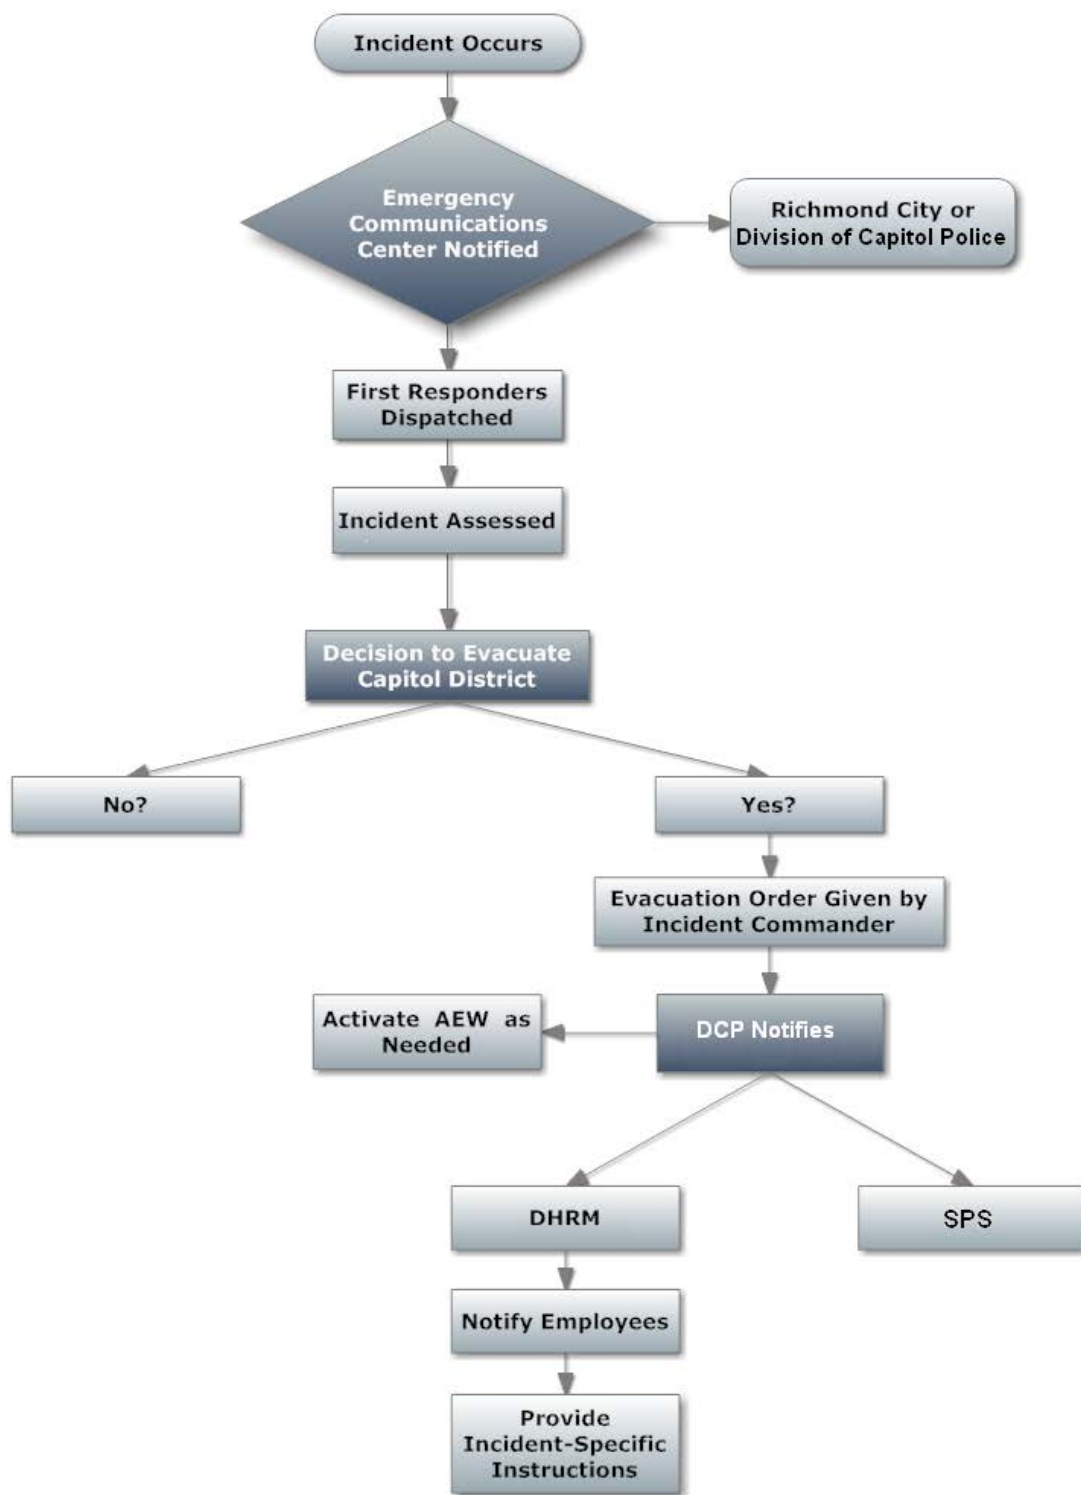 Incident Occurs
Emergency
Communications
Center Notified
Richmond City or
Division of Capitol Police
First Responders
Dispatched
Incident Assessed
Decision to Evacuate
Capitol District
No?
Yes?
Evacuation Order Given by
Incident Commander
Activate AEW as
Needed
DCP Notifies
DHRM
SPS
Notify Employees
Provide
Incident-Specific
Instructions